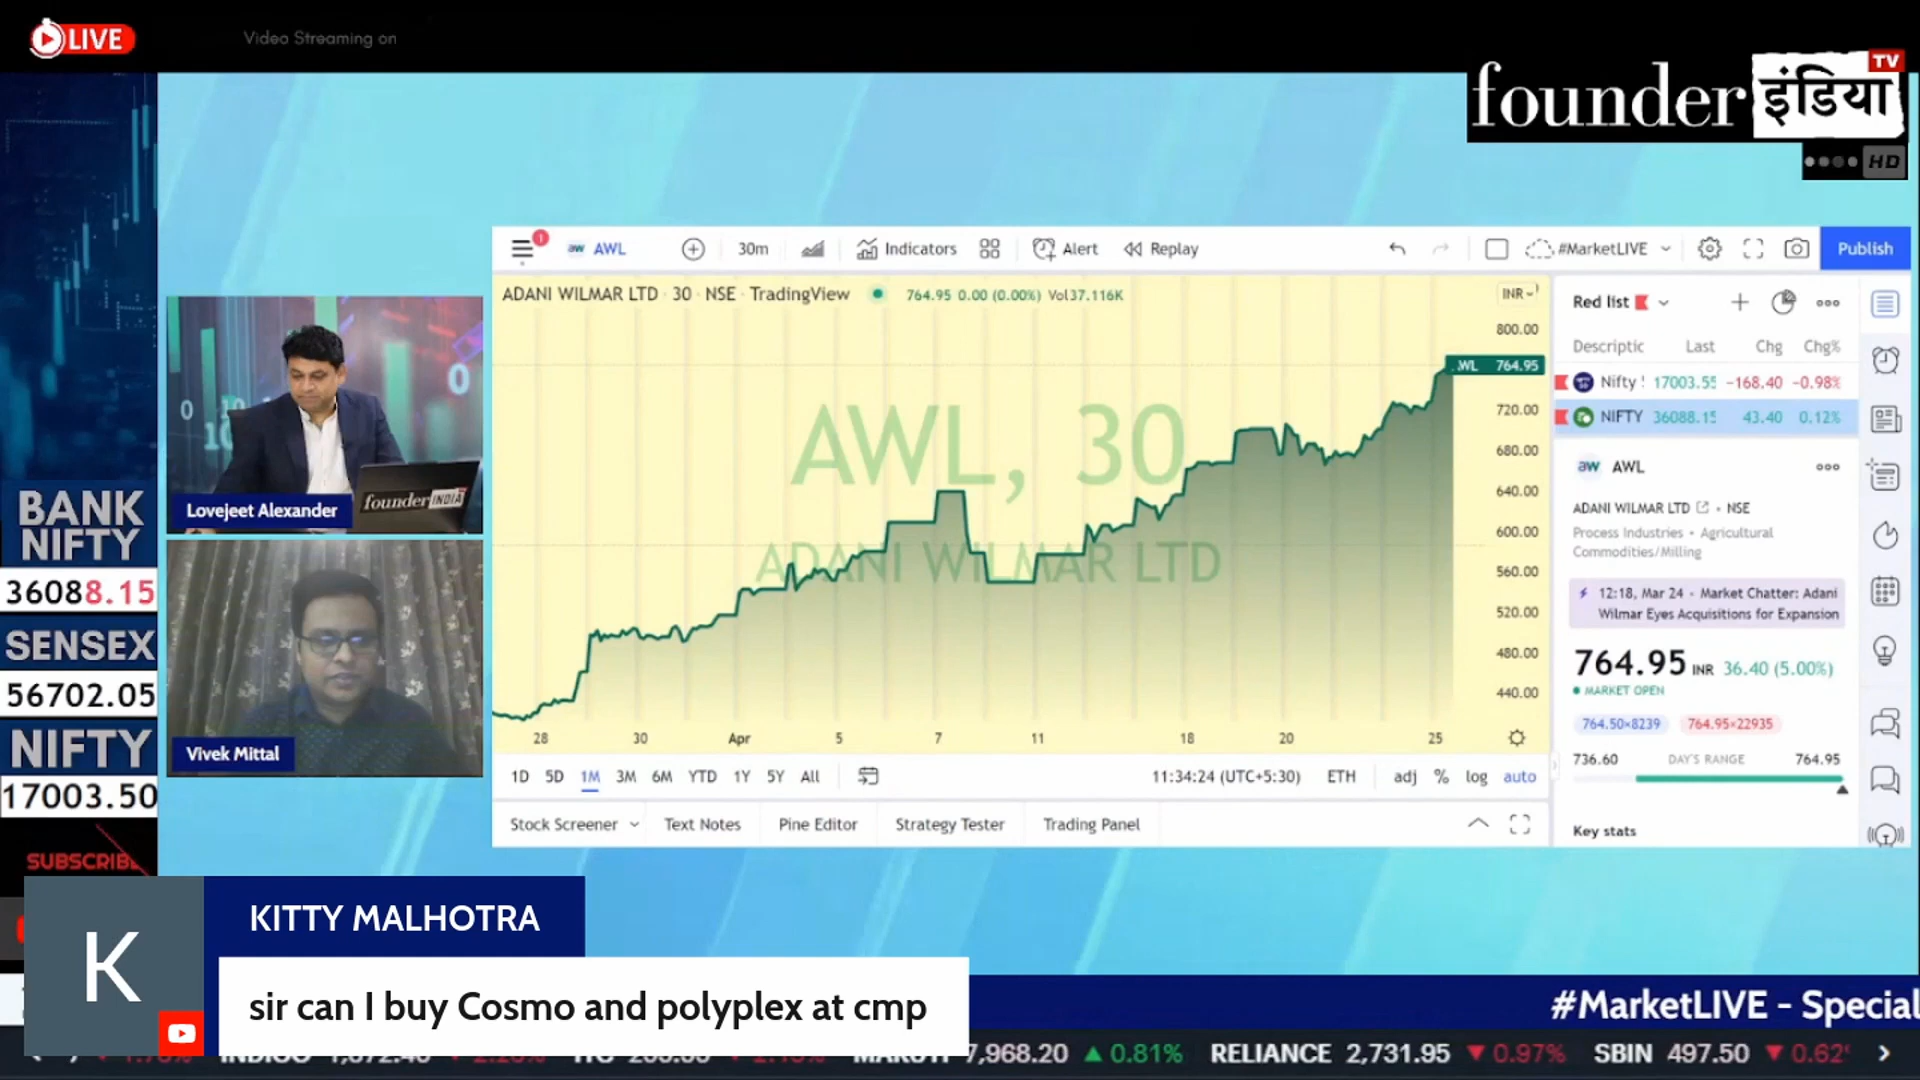 LIVE
Video Streaming on
founder इंडिया
TV
HD
AWL
30m
Indicators
Alert
Replay
#MarketLIVE
Publish
ADANI WILMAR LTD · 30 · NSE · TradingView
764.95 0.00 (0.00%) Vol37.116K
INR
800.00
WL 764.95
720.00
680.00
640.00
600.00
560.00
520.00
480.00
440.00
AWL, 30
ADANI WILMAR LTD
28 30 Apr 5 7 11 18 20 25
1D 5D 1M 3M 6M YTD 1Y 5Y All
11:34:24 (UTC+5:30) ETH adj % log auto
Stock Screener Text Notes Pine Editor Strategy Tester Trading Panel
Red list
Descriptic Last Chg Chg%
Nifty 17003.55 −168.40 −0.98%
NIFTY 36088.15 43.40 0.12%
AWL
ADANI WILMAR LTD • NSE
Process Industries • Agricultural
Commodities/Milling
12:18, Mar 24 • Market Chatter: Adani
Wilmar Eyes Acquisitions for Expansion
764.95 INR 36.40 (5.00%)
MARKET OPEN
764.50×8239 764.95×22935
736.60 DAY'S RANGE 764.95
Key stats
founder INDIA
Lovejeet Alexander
Vivek Mittal
BANK
NIFTY
36088.15
SENSEX
56702.05
NIFTY
17003.50
SUBSCRIBE
K
KITTY MALHOTRA
sir can I buy Cosmo and polyplex at cmp
#MarketLIVE - Special
7,968.20 ▲ 0.81% RELIANCE 2,731.95 ▼ 0.97% SBIN 497.50 ▼ 0.62